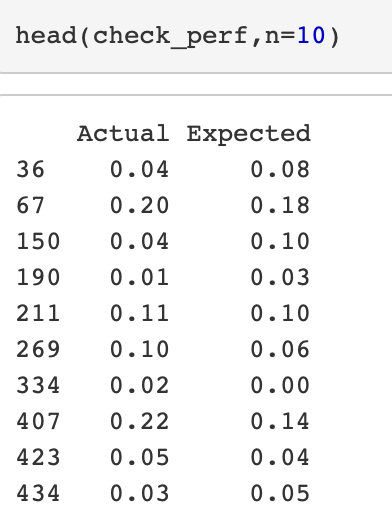 head(check_perf,n=10)
Actual Expected
36 0.04 0.08
67 0.20 0.18
150 0.04 0.10
190 0.01 0.03
211 0.11 0.10
269 0.10 0.06
334 0.02 0.00
407 0.22 0.14
423 0.05 0.04
434 0.03 0.05